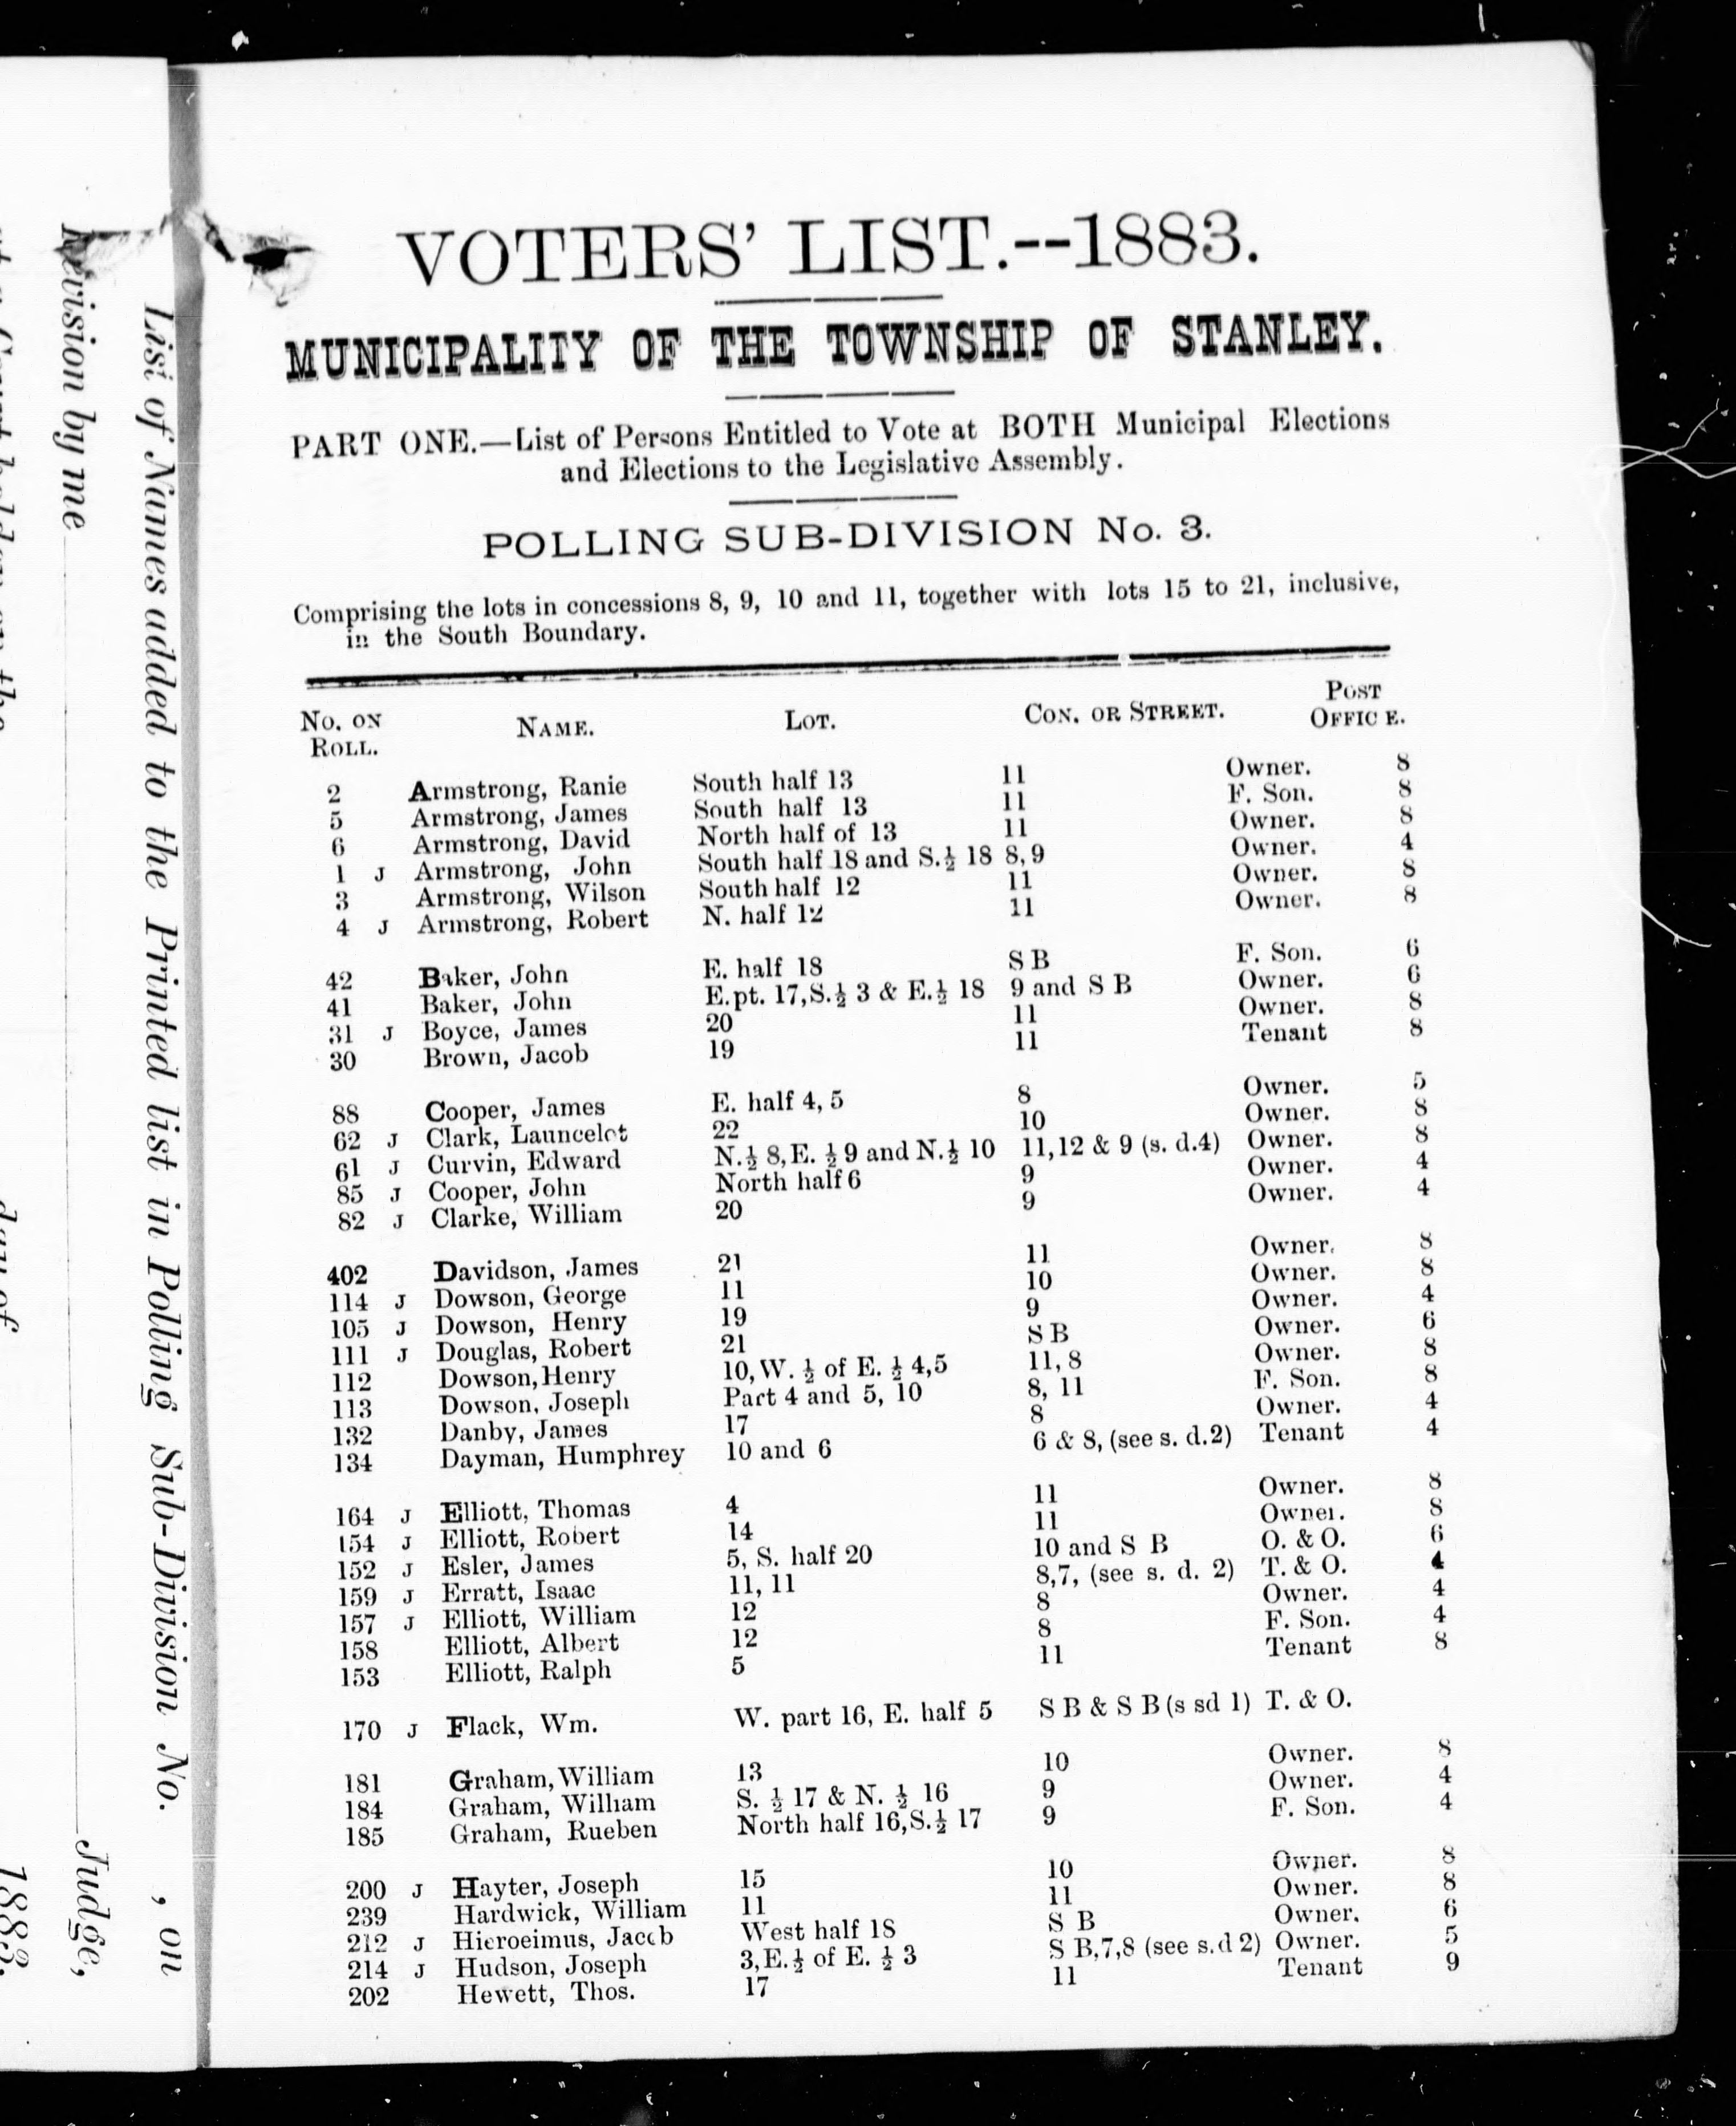 VOTERS' LIST.--1883.
MUNICIPALITY OF THE TOWNSHIP OF STANLEY.
PART ONE.—List of Persons Entitled to Vote at BOTH Municipal Elections
and Elections to the Legislative Assembly.
POLLING SUB-DIVISION No. 3.
Comprising the lots in concessions 8, 9, 10 and 11, together with lots 15 to 21, inclusive,
in the South Boundary.
No. on Roll. Name. Lot. Con. or Street. Post Office.
2 Armstrong, Ranie South half 13 11 Owner. 8
5 Armstrong, James South half 13 11 F. Son. 8
6 Armstrong, David North half of 13 11 Owner. 8
1 J Armstrong, John South half 18 and S.½ 18 8,9 Owner. 4
3 Armstrong, Wilson South half 12 11 Owner. 8
4 J Armstrong, Robert N. half 12 11 Owner. 8
42 Baker, John E. half 18 S B F. Son. 6
41 Baker, John E.pt. 17,S.½ 3 & E.½ 18 9 and S B Owner. 6
31 J Boyce, James 20 11 Owner. 8
30 Brown, Jacob 19 11 Tenant 8
88 Cooper, James E. half 4, 5 8 Owner. 5
62 J Clark, Launcelot 22 10 Owner. 8
61 J Curvin, Edward N.½ 8,E. ½ 9 and N.½ 10 11,12 & 9 (s. d.4) Owner. 8
85 J Cooper, John North half 6 9 Owner. 4
82 J Clarke, William 20 9 Owner. 4
402 Davidson, James 21 11 Owner. 8
114 J Dowson, George 11 10 Owner. 8
105 J Dowson, Henry 19 9 Owner. 4
111 J Douglas, Robert 21 S B Owner. 6
112 Dowson,Henry 10, W. ½ of E. ½ 4,5 11, 8 Owner. 8
113 Dowson, Joseph Part 4 and 5, 10 8, 11 F. Son. 8
132 Danby, James 17 8 Owner. 4
134 Dayman, Humphrey 10 and 6 6 & 8, (see s. d.2) Tenant 4
164 J Elliott, Thomas 4 11 Owner. 8
154 J Elliott, Robert 14 11 Owner. 8
152 J Esler, James 5, S. half 20 10 and S B O. & O. 6
159 J Erratt, Isaac 11, 11 8,7, (see s. d. 2) T. & O. 4
157 J Elliott, William 12 8 Owner. 4
158 Elliott, Albert 12 8 F. Son. 4
153 Elliott, Ralph 5 11 Tenant 8
170 J Flack, Wm. W. part 16, E. half 5 S B & S B (s sd 1) T. & O.
181 Graham,William 13 10 Owner. 8
184 Graham, William S. ½ 17 & N. ½ 16 9 Owner. 4
185 Graham, Rueben North half 16,S.½ 17 9 F. Son. 4
200 J Hayter, Joseph 15 10 Owner. 8
239 Hardwick, William 11 11 Owner. 8
212 J Hieroeimus, Jacob West half 18 S B Owner. 6
214 J Hudson, Joseph 3,E.½ of E. ½ 3 S B,7,8 (see s.d 2) Owner. 5
202 Hewett, Thos. 17 11 Tenant 9
List of Names added to the Printed list in Polling Sub-Division No. , on
Revision by me Judge,
day of 1883.